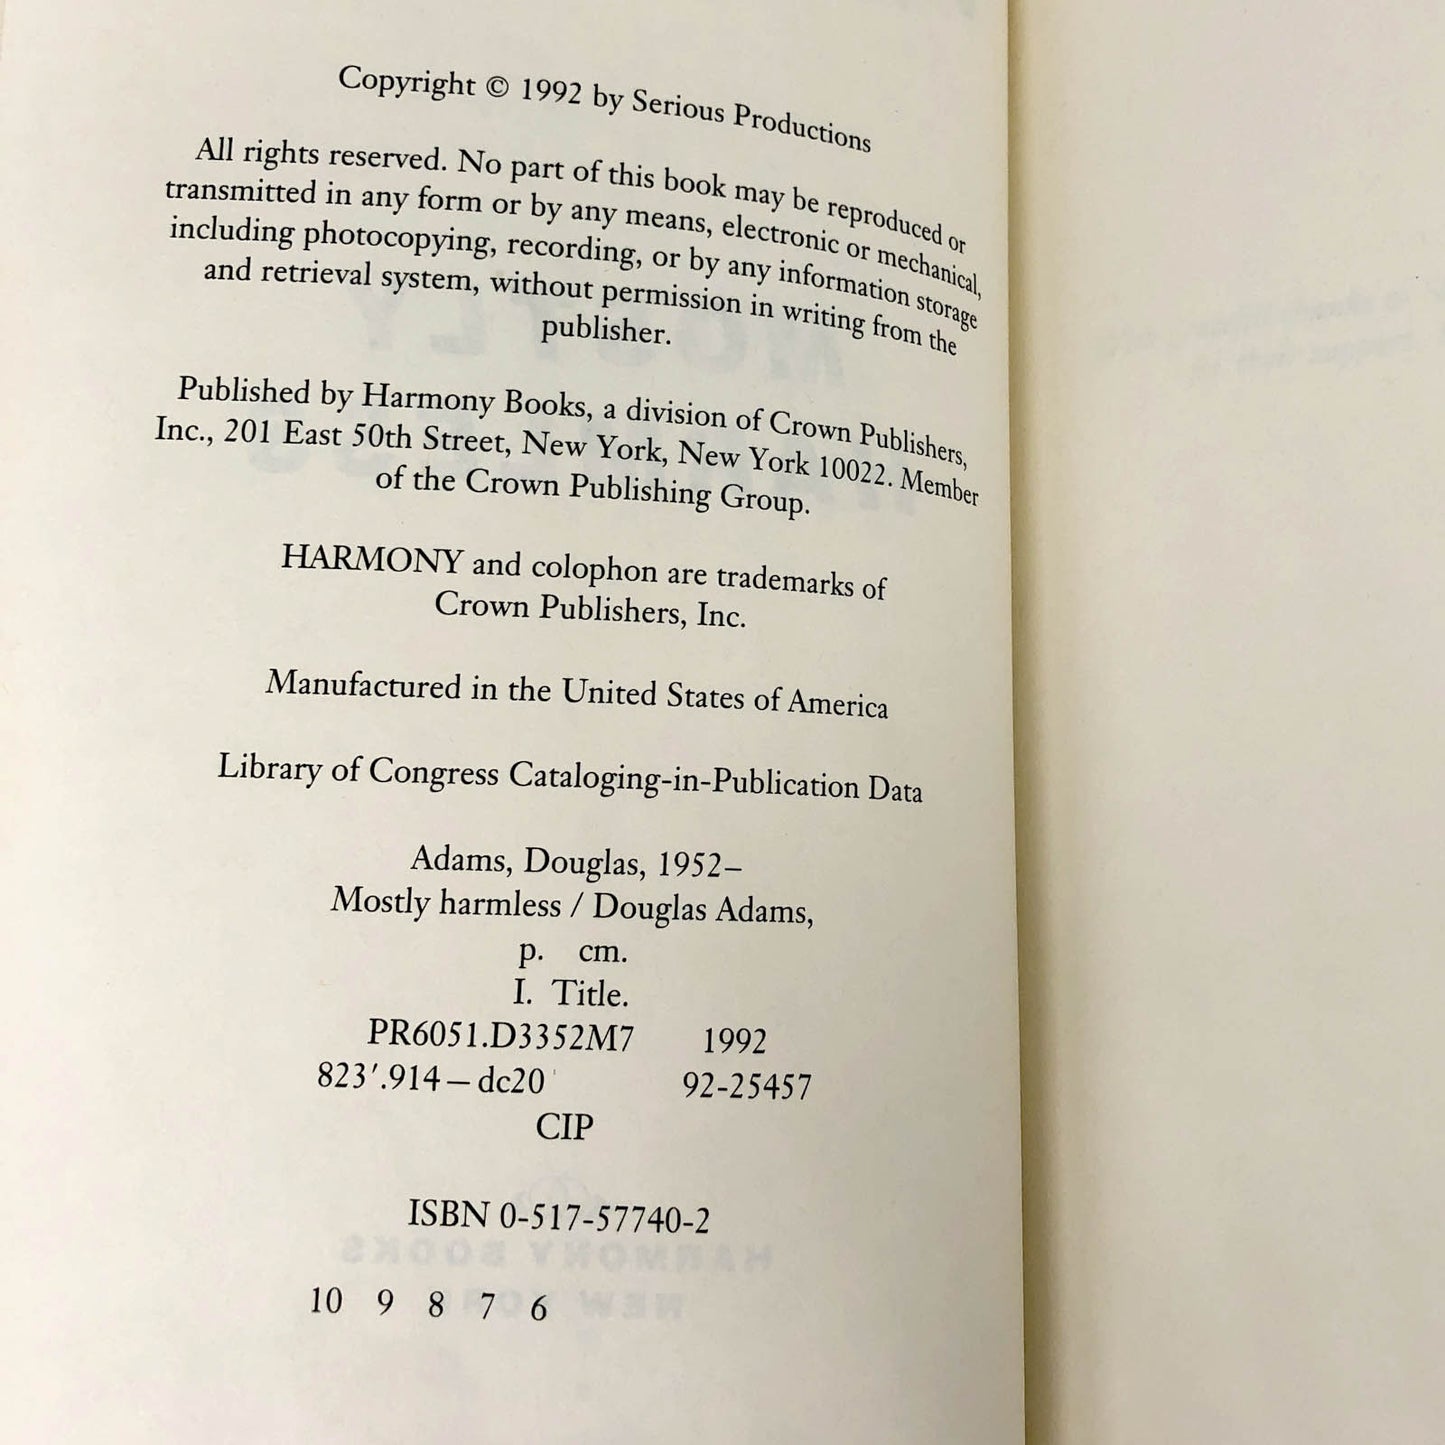 Copyright © 1992 by Serious Productions
All rights reserved. No part of this book may be reproduced or
transmitted in any form or by any means, electronic or mechanical,
including photocopying, recording, or by any information storage
and retrieval system, without permission in writing from the
publisher.
Published by Harmony Books, a division of Crown Publishers,
Inc., 201 East 50th Street, New York, New York 10022. Member
of the Crown Publishing Group.
HARMONY and colophon are trademarks of
Crown Publishers, Inc.
Manufactured in the United States of America
Library of Congress Cataloging-in-Publication Data
Adams, Douglas, 1952–
Mostly harmless / Douglas Adams,
p. cm.
I. Title.
PR6051.D3352M7 1992
823′.914—dc20 92-25457
CIP
ISBN 0-517-57740-2
10 9 8 7 6